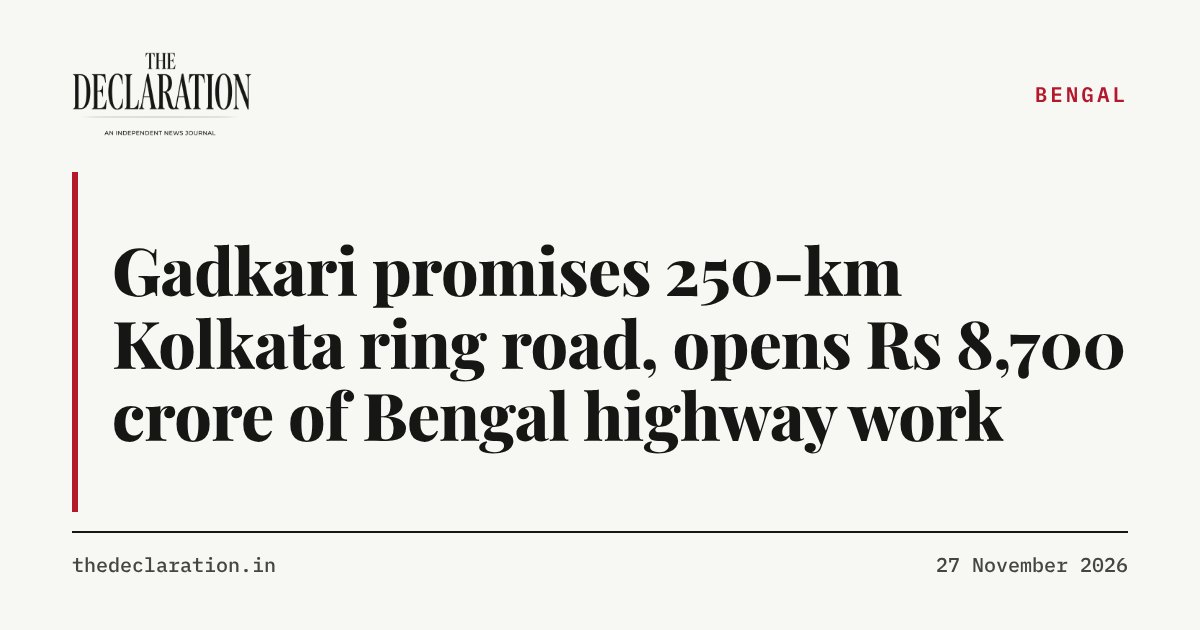 THE
DECLARATION
AN INDEPENDENT NEWS JOURNAL
BENGAL
Gadkari promises 250-km
Kolkata ring road, opens Rs 8,700
crore of Bengal highway work
thedeclaration.in
27 November 2026